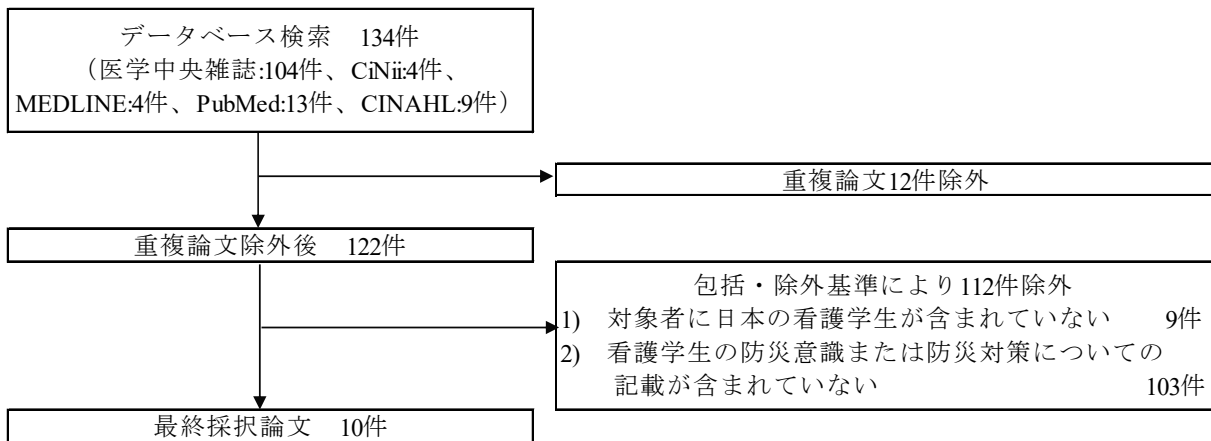 データベース検索　134件
（医学中央雑誌:104件、CiNii:4件、
MEDLINE:4件、PubMed:13件、CINAHL:9件）
重複論文12件除外
重複論文除外後　122件
包括・除外基準により112件除外
1)　対象者に日本の看護学生が含まれていない　9件
2)　看護学生の防災意識または防災対策についての
記載が含まれていない　103件
最終採択論文　10件